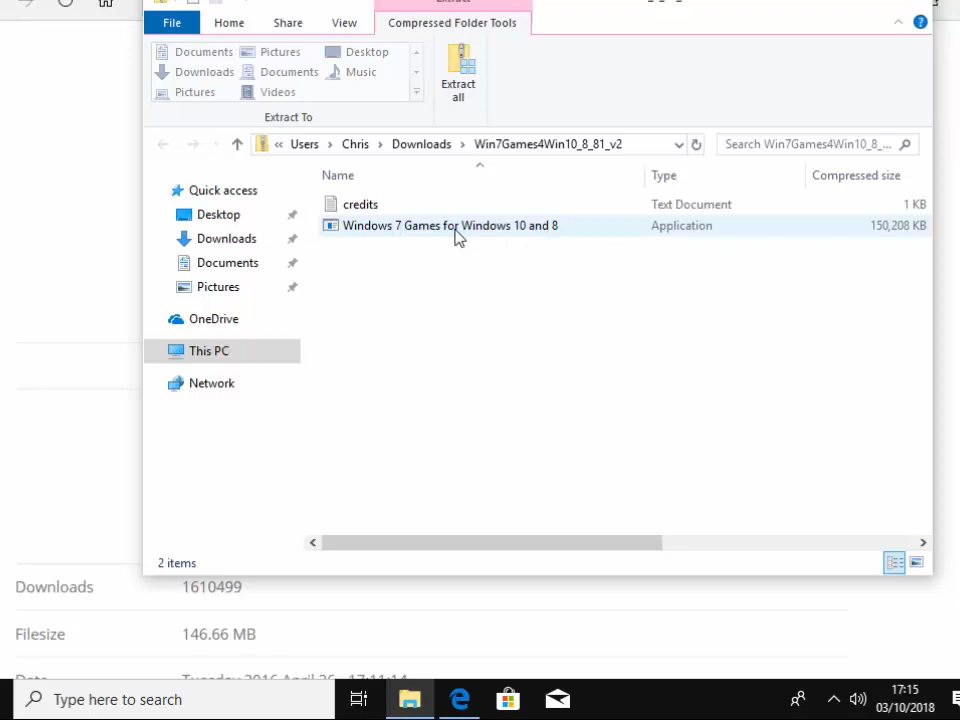 File Home Share View Compressed Folder Tools
Documents Pictures Desktop
Downloads Documents Music
Pictures Videos
Extract all
Extract To
« Users > Chris > Downloads > Win7Games4Win10_8_81_v2
Search Win7Games4Win10_8_...
Name Type Compressed size
Quick access
Desktop
Downloads
Documents
Pictures
OneDrive
This PC
Network
credits Text Document 1 KB
Windows 7 Games for Windows 10 and 8 Application 150,208 KB
2 items
Downloads 1610499
Filesize 146.66 MB
Type here to search
17:15
03/10/2018